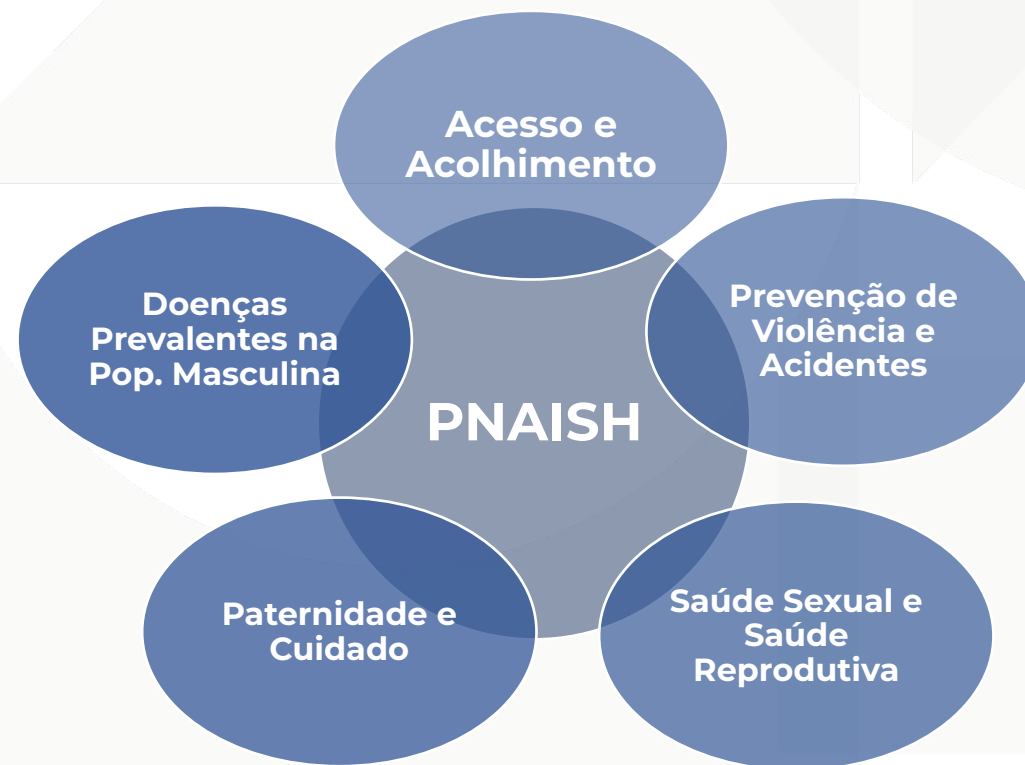 Acesso e
Acolhimento
Prevenção de
Violência e
Acidentes
Doenças
Prevalentes na
Pop. Masculina
PNAISH
Saúde Sexual e
Saúde
Reprodutiva
Paternidade e
Cuidado